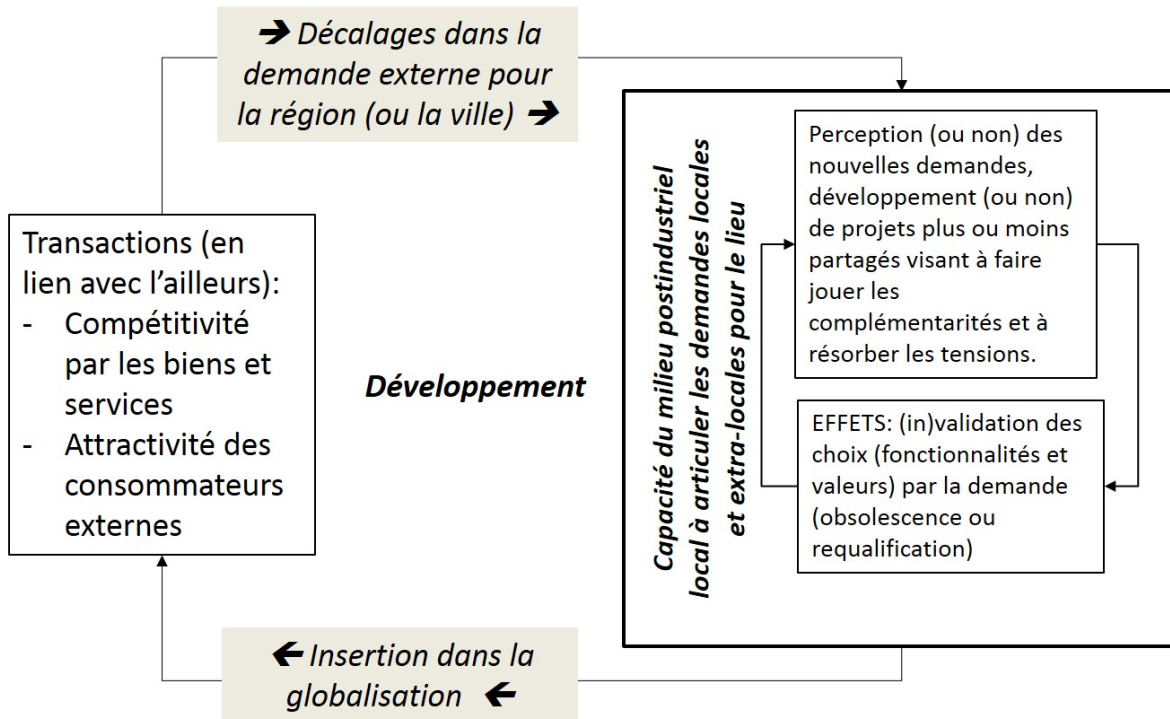 ➔ Décalages dans la
demande externe pour
la région (ou la ville) ➔
Transactions (en
lien avec l’ailleurs):
- Compétitivité
par les biens et
services
- Attractivité des
consommateurs
externes
Développement
Capacité du milieu postindustriel
local à articuler les demandes locales
et extra-locales pour le lieu
Perception (ou non) des
nouvelles demandes,
développement (ou non)
de projets plus ou moins
partagés visant à faire
jouer les
complémentarités et à
résorber les tensions.
EFFETS: (in)validation des
choix (fonctionnalités et
valeurs) par la demande
(obsolescence ou
requalification)
🡰 Insertion dans la
globalisation 🡰